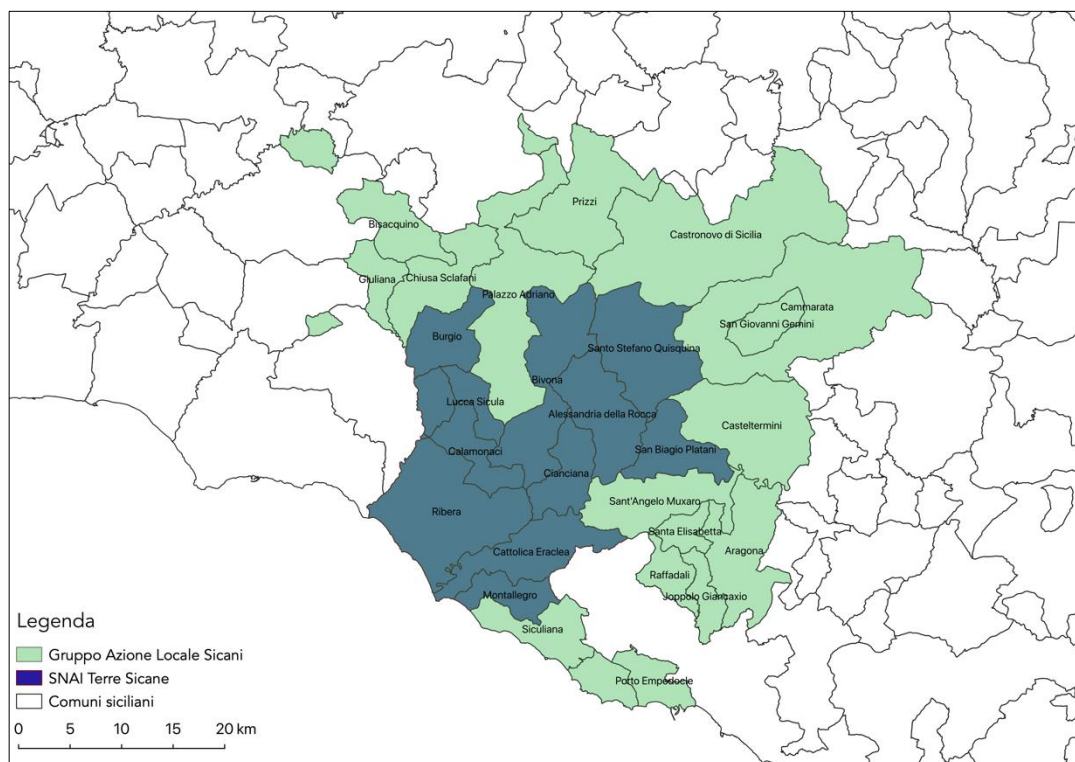 Prizzi
Bisacquino
Castronovo di Sicilia
Giuliana
Chiusa Sclafani
Palazzo Adriano
Cammarata
San Giovanni Gemini
Burgio
Santo Stefano Quisquina
Bivona
Lucca Sicula
Alessandria della Rocca
Casteltermini
Calamonaci
San Biagio Platani
Cianciana
Sant'Angelo Muxaro
Ribera
Santa Elisabetta
Cattolica Eraclea
Aragona
Raffadali
Montallegro
Joppolo Giancaxio
Siculiana
Porto Empedocle
Legenda
Gruppo Azione Locale Sicani
SNAI Terre Sicane
Comuni siciliani
0 5 10 15 20 km